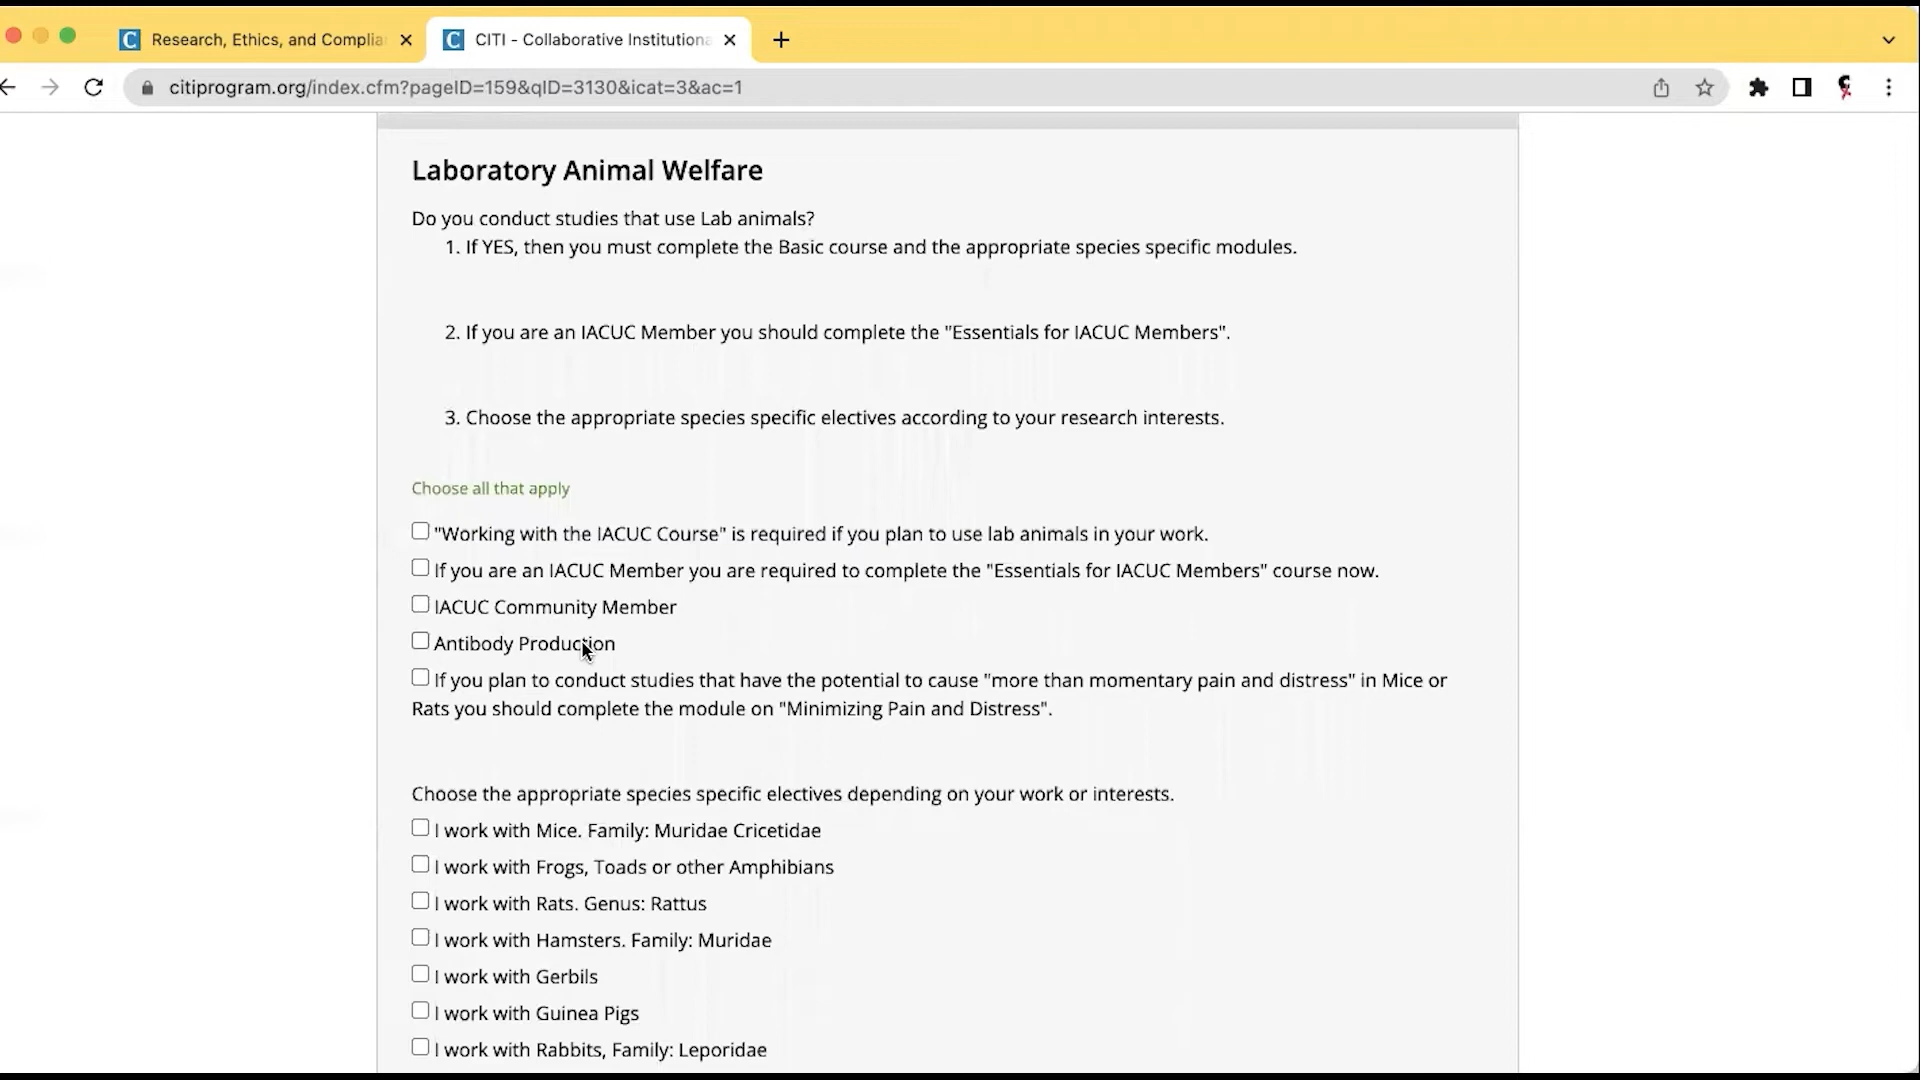 Research, Ethics, and Complia
CITI - Collaborative Institutiona
citiprogram.org/index.cfm?pageID=159&qID=3130&icat=3&ac=1
Laboratory Animal Welfare
Do you conduct studies that use Lab animals?
1. If YES, then you must complete the Basic course and the appropriate species specific modules.
2. If you are an IACUC Member you should complete the "Essentials for IACUC Members".
3. Choose the appropriate species specific electives according to your research interests.
Choose all that apply
"Working with the IACUC Course" is required if you plan to use lab animals in your work.
If you are an IACUC Member you are required to complete the "Essentials for IACUC Members" course now.
IACUC Community Member
Antibody Production
If you plan to conduct studies that have the potential to cause "more than momentary pain and distress" in Mice or
Rats you should complete the module on "Minimizing Pain and Distress".
Choose the appropriate species specific electives depending on your work or interests.
I work with Mice. Family: Muridae Cricetidae
I work with Frogs, Toads or other Amphibians
I work with Rats. Genus: Rattus
I work with Hamsters. Family: Muridae
I work with Gerbils
I work with Guinea Pigs
I work with Rabbits, Family: Leporidae